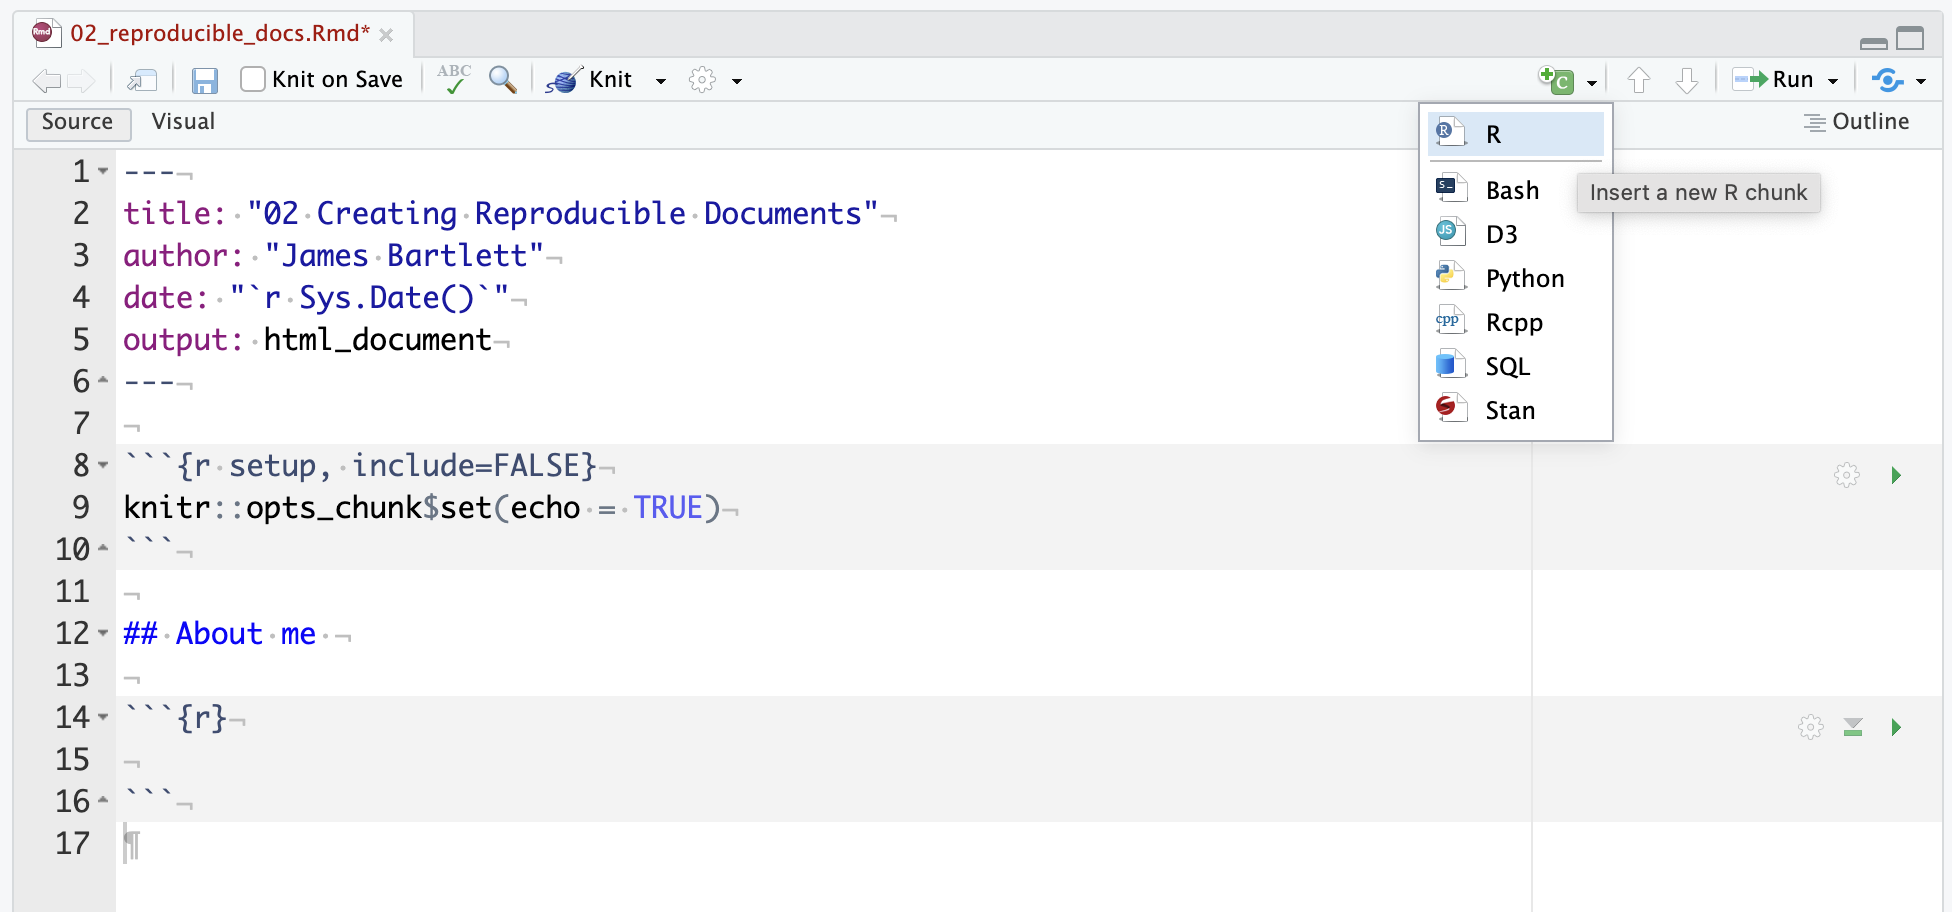 02_reproducible_docs.Rmd*
Knit on Save
ABC
Knit
C
Run
Source
Visual
Outline
R
Insert a new R chunk
Bash
D3
Python
Rcpp
SQL
Stan
1 ---
2 title: "02 Creating Reproducible Documents"
3 author: "James Bartlett"
4 date: "`r Sys.Date()`"
5 output: html_document
6 ---
7
8 ```{r setup, include=FALSE}
9 knitr::opts_chunk$set(echo = TRUE)
10 ```
11
12 ## About me
13
14 ```{r}
15
16 ```
17